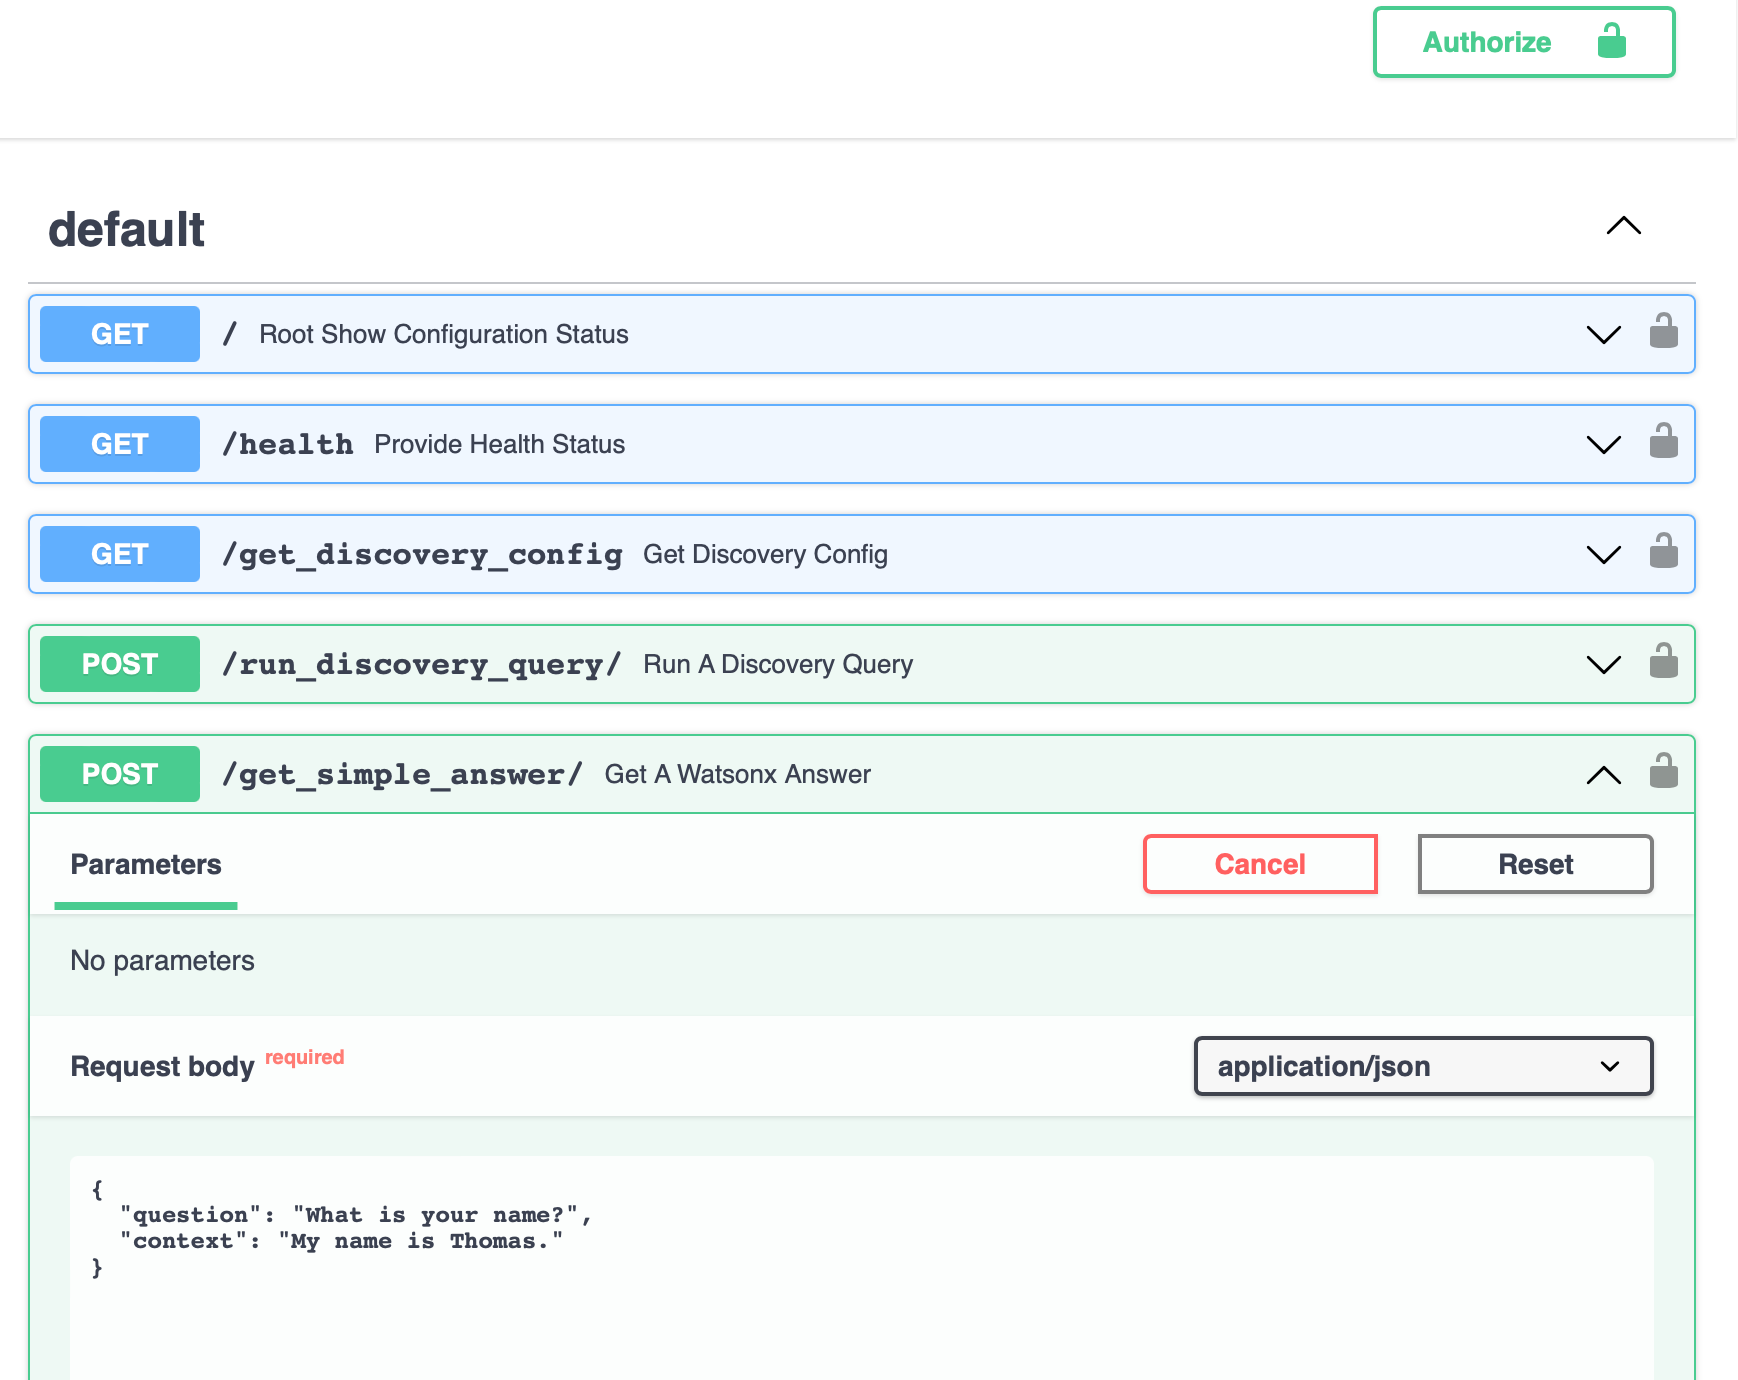 Authorize
default
GET / Root Show Configuration Status
GET /health Provide Health Status
GET /get_discovery_config Get Discovery Config
POST /run_discovery_query/ Run A Discovery Query
POST /get_simple_answer/ Get A Watsonx Answer
Parameters Cancel Reset
No parameters
Request body required application/json
{
  "question": "What is your name?",
  "context": "My name is Thomas."
}